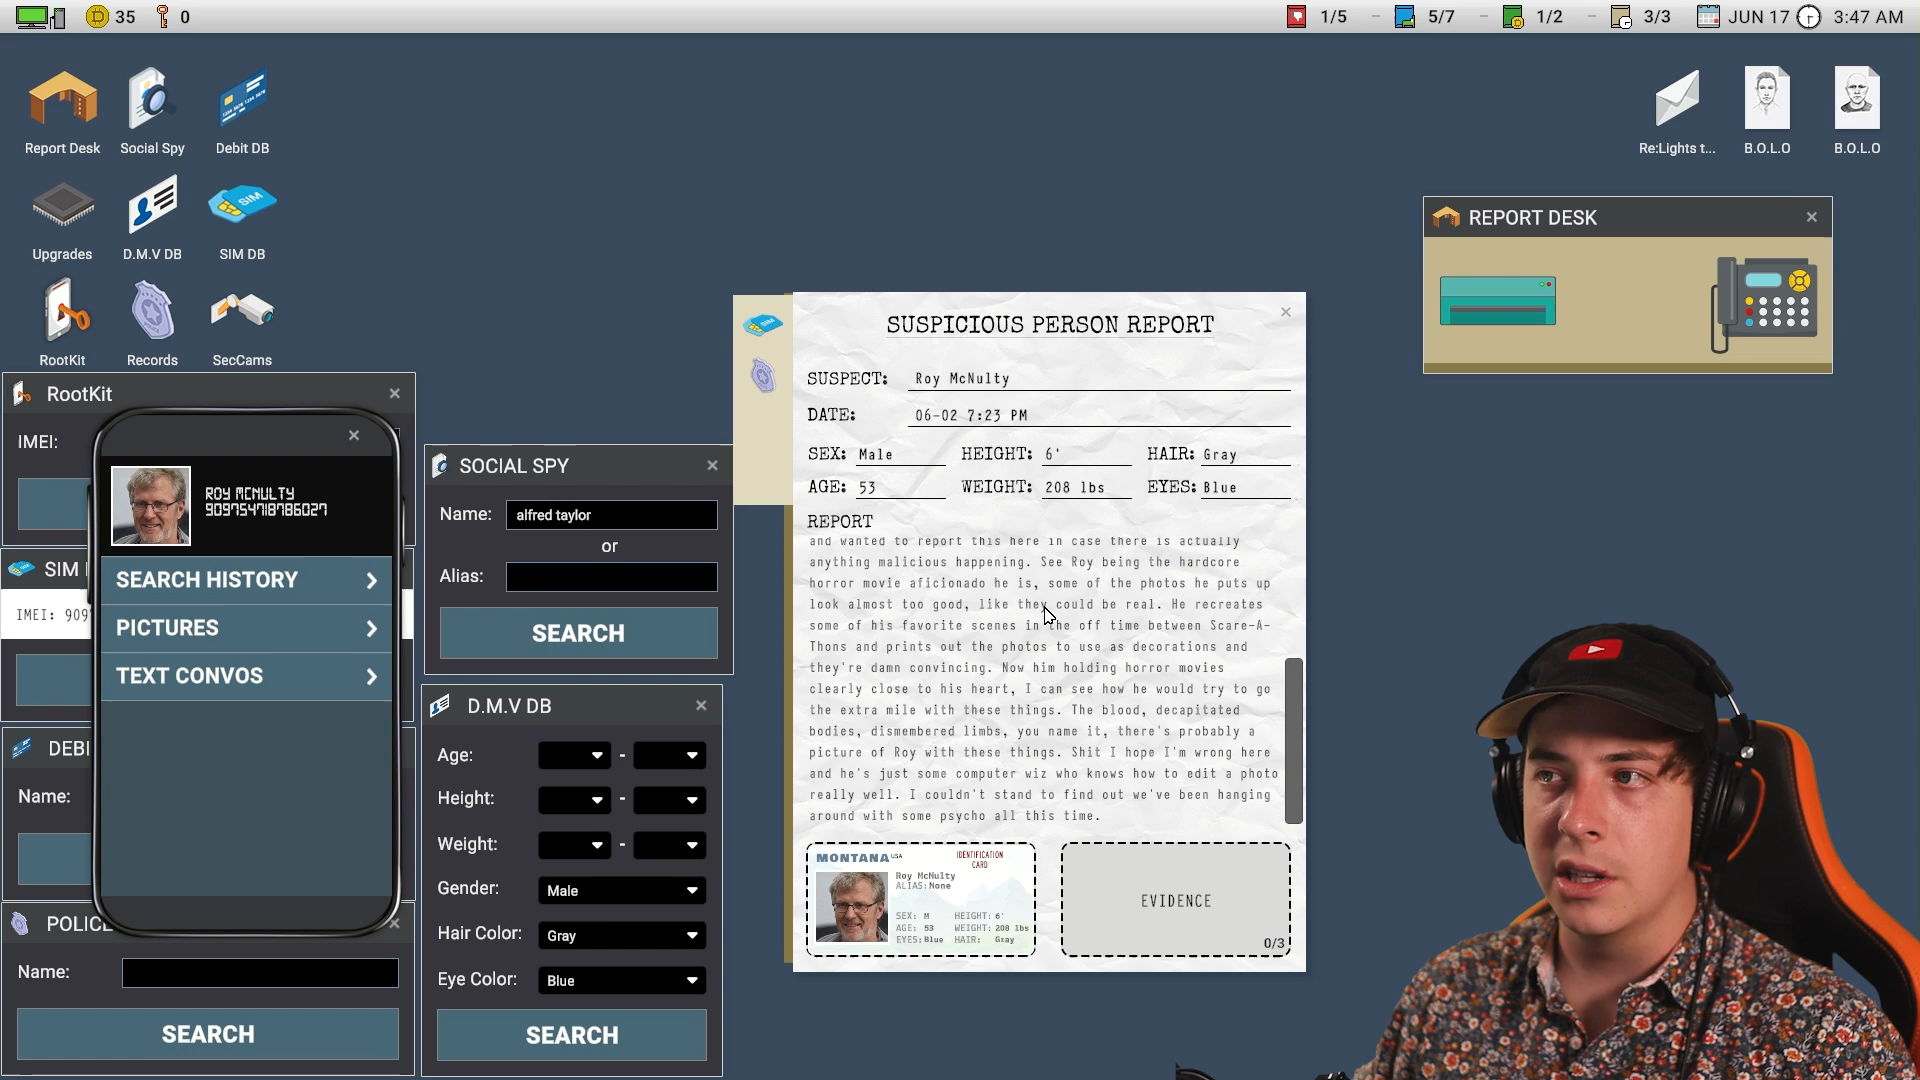 35
0
1/5
5/7
1/2
3/3
JUN 17
3:47 AM
Report Desk
Social Spy
Debit DB
Upgrades
D.M.V DB
SIM DB
SIM
RootKit
Records
SecCams
Re:Lights t...
B.O.L.O
B.O.L.O
REPORT DESK
RootKit
IMEI:
ROY MCNULTY
909754718786027
SEARCH HISTORY
PICTURES
TEXT CONVOS
SIM
IMEI: 909
DEBI
Name:
POLICE
Name:
SEARCH
SOCIAL SPY
Name: alfred taylor
or
Alias:
SEARCH
D.M.V DB
Age: -
Height: -
Weight: -
Gender: Male
Hair Color: Gray
Eye Color: Blue
SEARCH
SUSPICIOUS PERSON REPORT
SUSPECT: Roy McNulty
DATE: 06-02 7:23 PM
SEX: Male HEIGHT: 6' HAIR: Gray
AGE: 53 WEIGHT: 208 lbs EYES: Blue
REPORT
and wanted to report this here in case there is actually
anything malicious happening. See Roy being the hardcore
horror movie aficionado he is, some of the photos he puts up
look almost too good, like they could be real. He recreates
some of his favorite scenes in the off time between Scare-A-
Thons and prints out the photos to use as decorations and
they're damn convincing. Now him holding horror movies
clearly close to his heart, I can see how he would try to go
the extra mile with these things. The blood, decapitated
bodies, dismembered limbs, you name it, there's probably a
picture of Roy with these things. Shit I hope I'm wrong here
and he's just some computer wiz who knows how to edit a photo
really well. I couldn't stand to find out we've been hanging
around with some psycho all this time.
MONTANA USA IDENTIFICATION CARD
Roy McNulty
ALIAS: None
SEX: M HEIGHT: 6'
AGE: 53 WEIGHT: 208 lbs
EYES: Blue HAIR: Gray
EVIDENCE
0/3